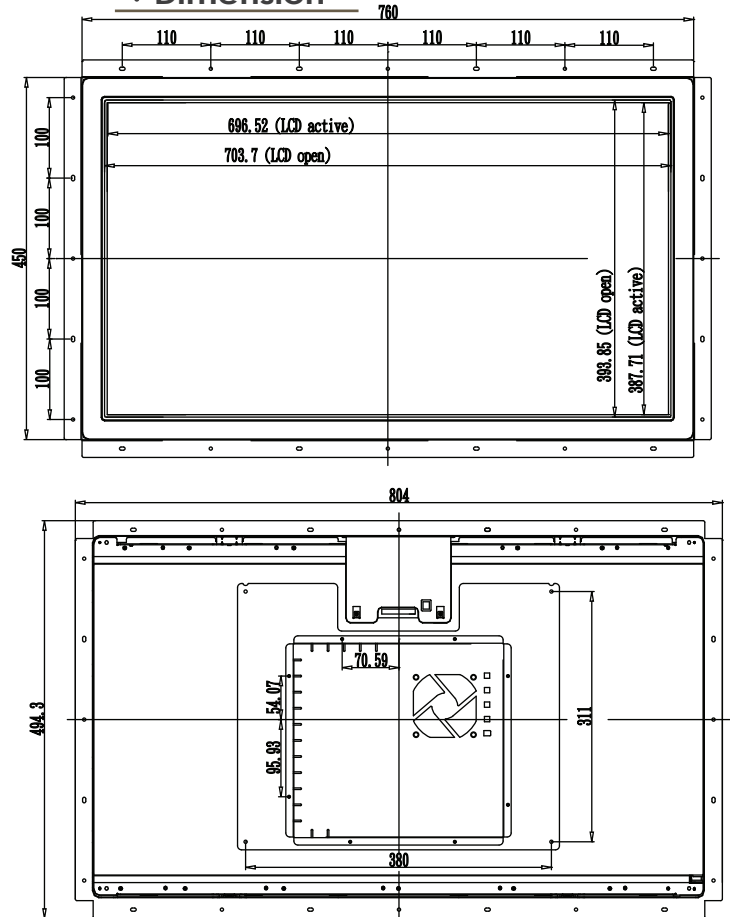 Dimension
760
110 110 110 110 110 110
696.52 (LCD active)
703.7 (LCD open)
100
100
100
100
450
393.85 (LCD open)
387.71 (LCD active)
804
70.59
54.07
95.93
494.3
311
380